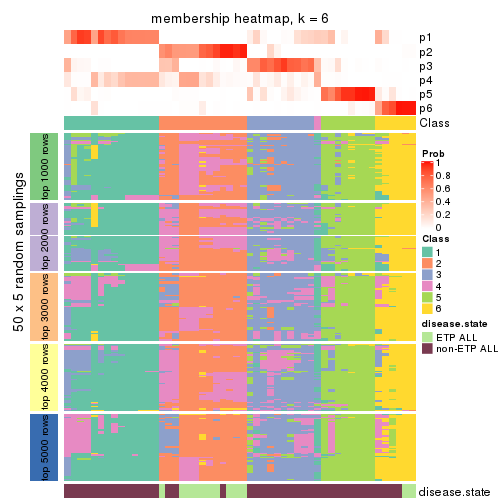 membership heatmap, k = 6
p1
p2
p3
p4
p5
p6
Class
50 x 5 random samplings
top 1000 rows
top 2000 rows
top 3000 rows
top 4000 rows
top 5000 rows
Prob
1
0.8
0.6
0.4
0.2
0
Class
1
2
3
4
5
6
disease.state
ETP ALL
non-ETP ALL
disease.state